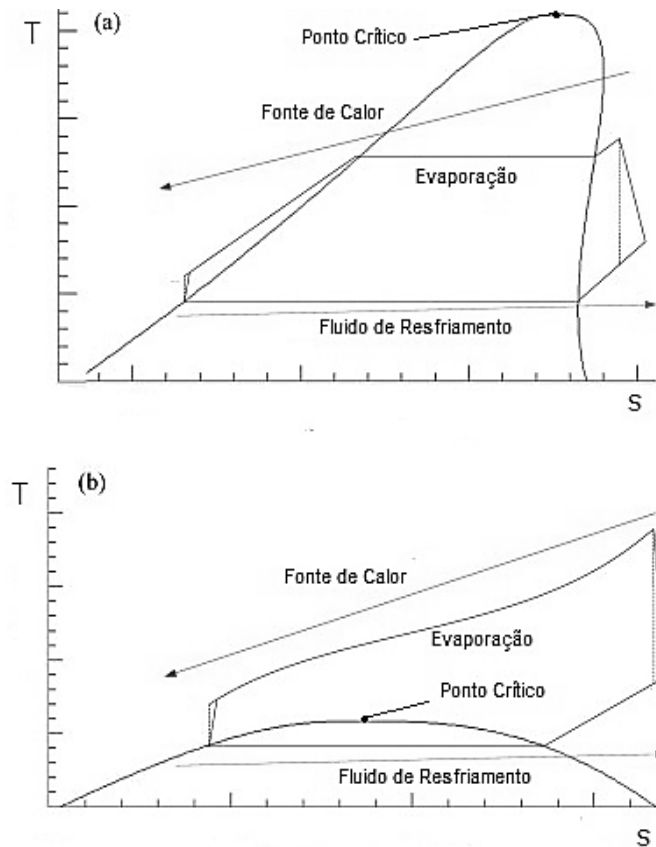 (a)
T
Ponto Crítico
Fonte de Calor
Evaporação
Fluido de Resfriamento
S
(b)
T
Fonte de Calor
Evaporação
Ponto Crítico
Fluido de Resfriamento
S